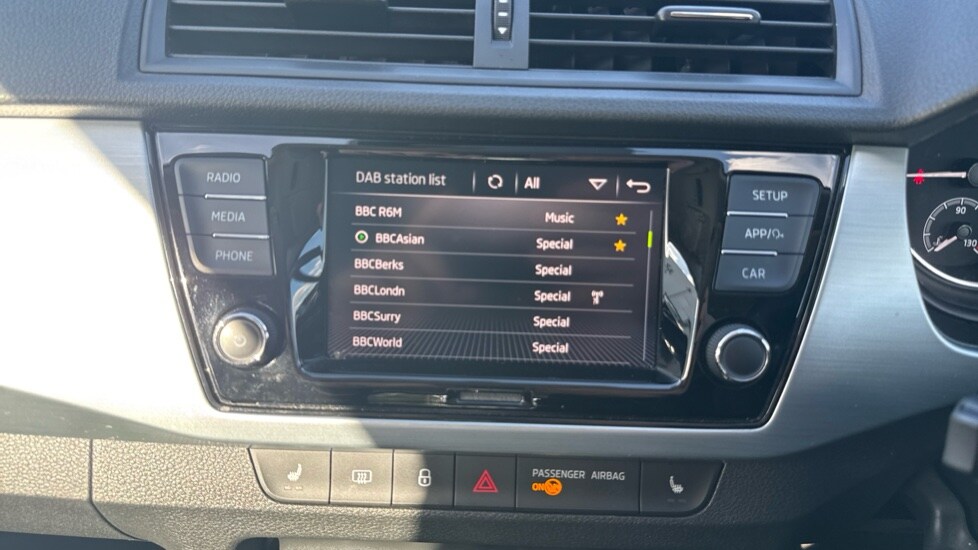 RADIO
MEDIA
PHONE
DAB station list All
BBC R6M Music
BBCAsian Special
BBCBerks Special
BBCLondn Special
BBCSurry Special
BBCWorld Special
SETUP
APP/
CAR
90
130
PASSENGER AIRBAG
ON